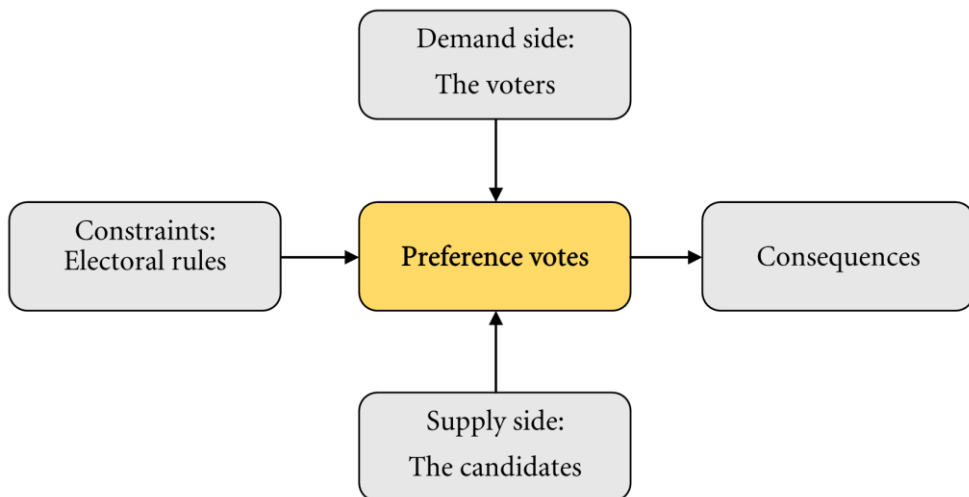 Demand side:
The voters
Constraints:
Electoral rules
Preference votes
Consequences
Supply side:
The candidates